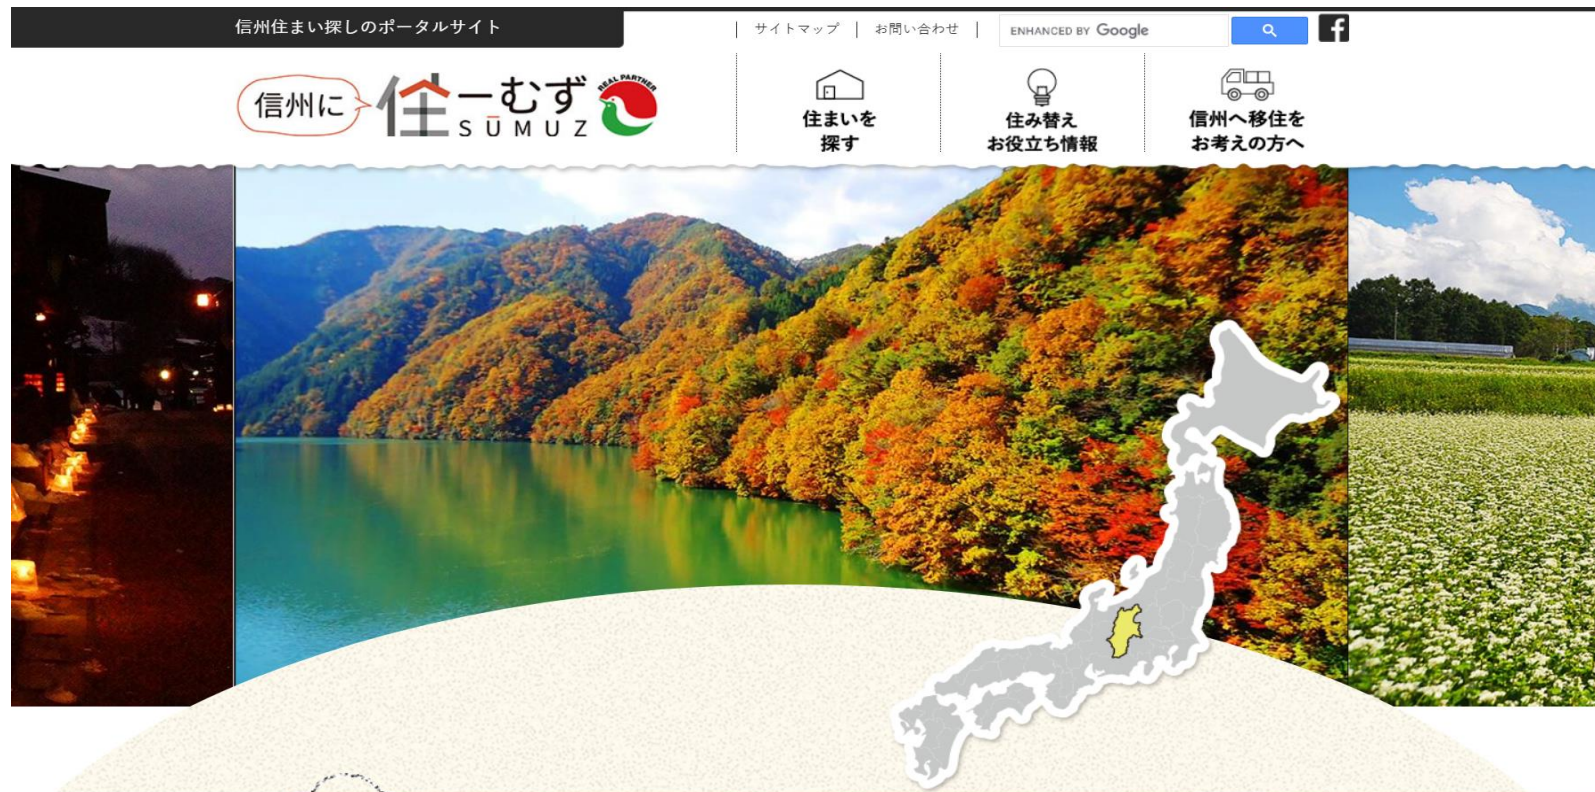 信州住まい探しのポータルサイト
サイトマップ
お問い合わせ
ENHANCED BY Google
信州に
住ーむず
SŪMUZ
REAL PARTNER
住まいを
探す
住み替え
お役立ち情報
信州へ移住を
お考えの方へ